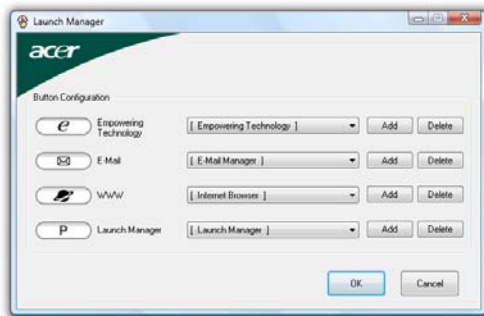 Launch Manager
acer
Button Configuration
e Empowering Technology [ Empowering Technology ] Add Delete
E-Mail [ E-Mail Manager ] Add Delete
WWW [ Internet Browser ] Add Delete
P Launch Manager [ Launch Manager ] Add Delete
OK Cancel